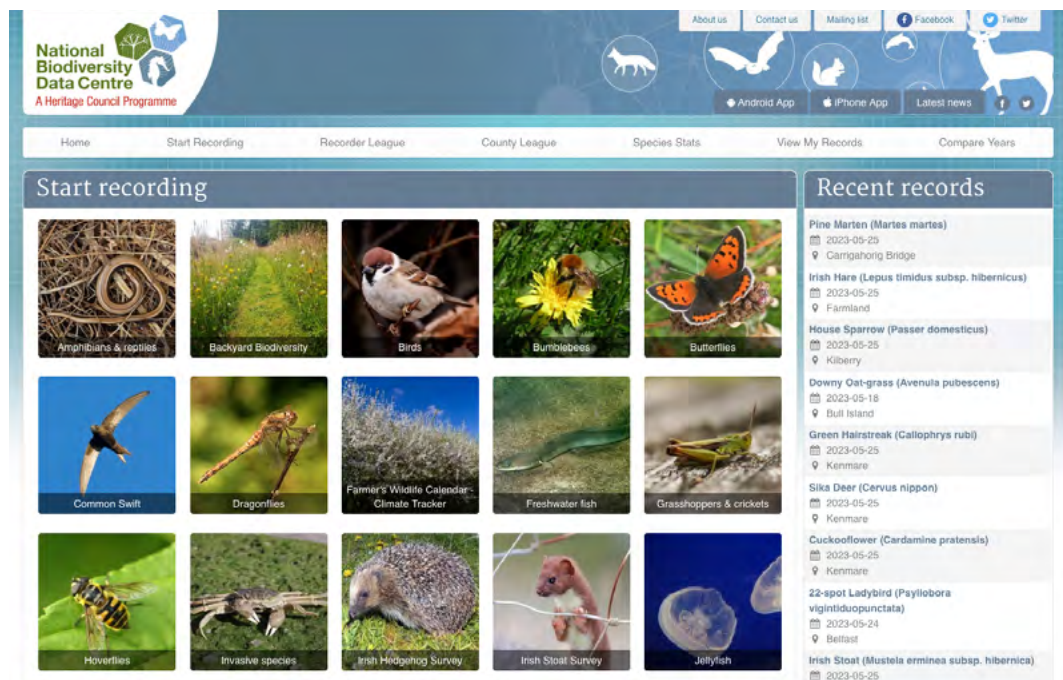 National
Biodiversity
Data Centre
A Heritage Council Programme
About us
Contact us
Mailing list
Facebook
Twitter
Android App
iPhone App
Latest news
Home
Start Recording
Recorder League
County League
Species Stats
View My Records
Compare Years
Start recording
Amphibians & reptiles
Backyard Biodiversity
Birds
Bumblebees
Butterflies
Common Swift
Dragonflies
Farmer's Wildlife Calendar -
Climate Tracker
Freshwater fish
Grasshoppers & crickets
Hoverflies
Invasive species
Irish Hedgehog Survey
Irish Stoat Survey
Jellyfish
Recent records
Pine Marten (Martes martes)
2023-05-25
Carrigahorig Bridge
Irish Hare (Lepus timidus subsp. hibernicus)
2023-05-25
Farmland
House Sparrow (Passer domesticus)
2023-05-25
Kilberry
Downy Oat-grass (Avenula pubescens)
2023-05-18
Bull Island
Green Hairstreak (Callophrys rubi)
2023-05-25
Kenmare
Sika Deer (Cervus nippon)
2023-05-25
Kenmare
Cuckooflower (Cardamine pratensis)
2023-05-25
Kenmare
22-spot Ladybird (Psyllobora
vigintiduopunctata)
2023-05-24
Belfast
Irish Stoat (Mustela erminea subsp. hibernica)
2023-05-25